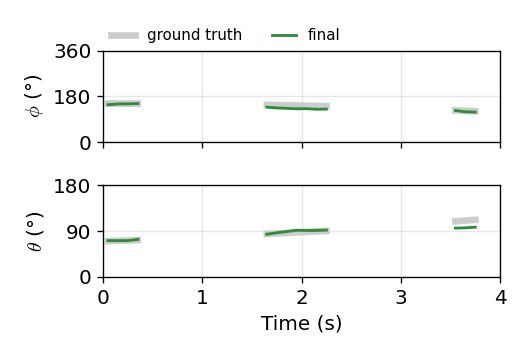 ground truth final
360
180
0
ϕ (°)
180
90
0
θ (°)
0 1 2 3 4
Time (s)